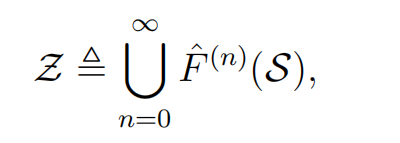 𝒵 ≜ ⋃_{n=0}^{∞} F̂^{(n)}(𝒮),